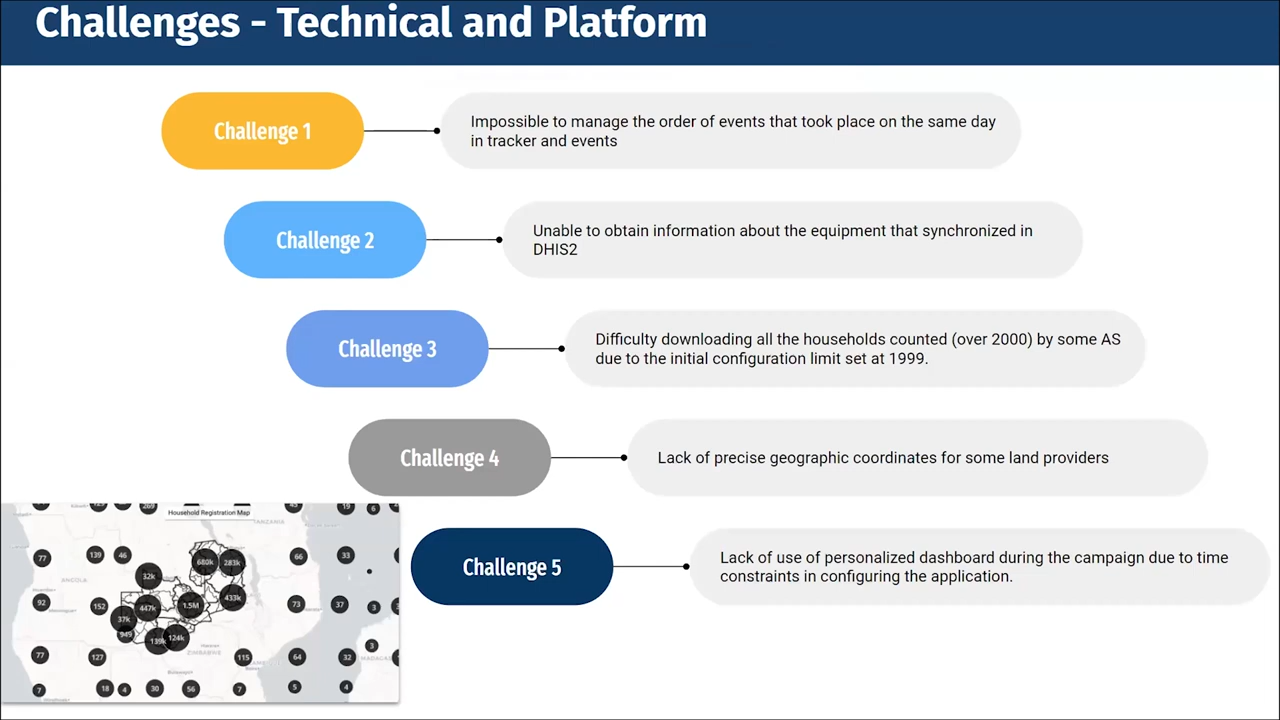 Challenges - Technical and Platform
Challenge 1
Impossible to manage the order of events that took place on the same day
in tracker and events
Challenge 2
Unable to obtain information about the equipment that synchronized in
DHIS2
Challenge 3
Difficulty downloading all the households counted (over 2000) by some AS
due to the initial configuration limit set at 1999.
Challenge 4
Lack of precise geographic coordinates for some land providers
Challenge 5
Lack of use of personalized dashboard during the campaign due to time
constraints in configuring the application.
Household Registration Map
TANZANIA
77
139
46
680k
283k
66
33
32k
ANGOLA
92
152
447k
1.5M
433k
73
37
3
37k
949
139k
124k
ZIMBABWE
3
77
127
115
64
32
7
18
4
30
56
7
5
4